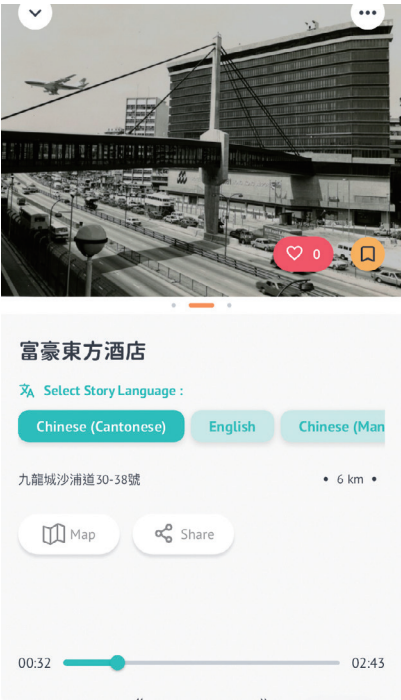 0
富豪東方酒店
Select Story Language :
Chinese (Cantonese) English Chinese (Man
九龍城沙浦道30-38號 • 6 km •
Map Share
00:32 02:43